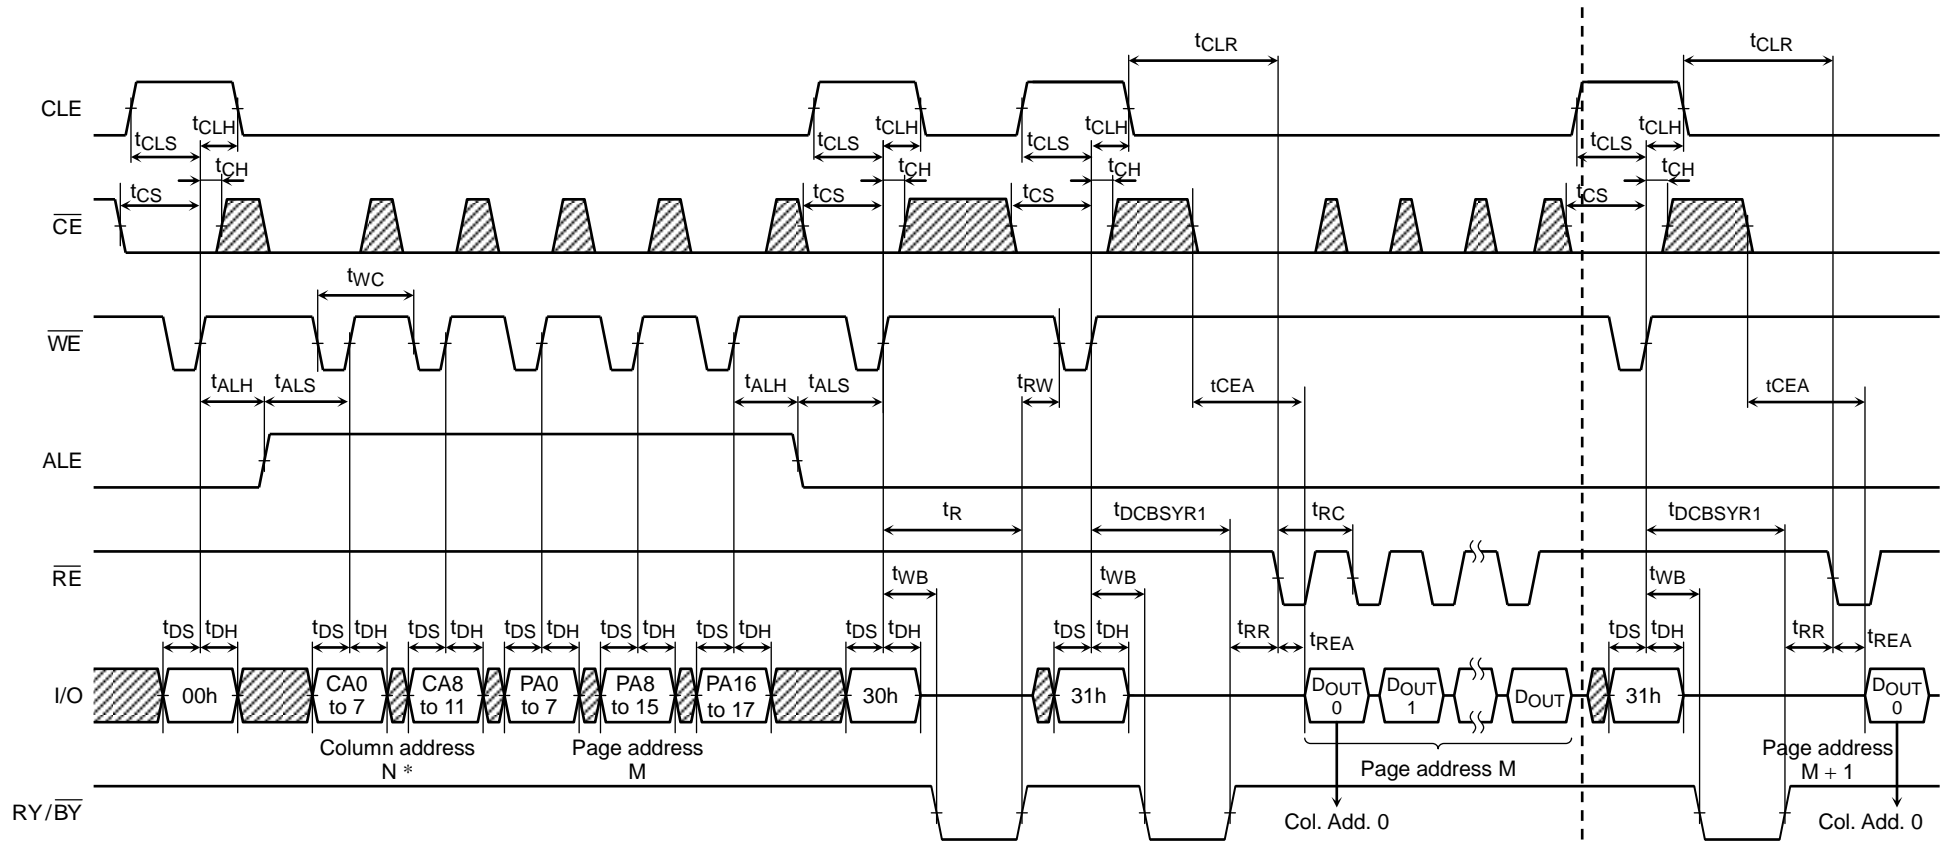 tCLR tCLR
CLE
tCLS tCLH tCLS tCLH tCLS tCLH tCLS tCLH
tCH tCH tCH tCH
tCS tCS tCS tCS
CE
tWC
WE
tALH tALS tALH tALS tRW tCEA tCEA
ALE
tR tDCBSYR1 tRC tDCBSYR1
RE
tWB tWB tWB
tDS tDH tDS tDH tDS tDH tDS tDH tDS tDH tDS tDH tDS tDH tDS tDH tRR tREA tDS tDH tRR tREA
I/O
00h
CA0
to 7
CA8
to 11
PA0
to 7
PA8
to 15
PA16
to 17
30h
31h
DOUT
0
DOUT
1
DOUT
31h
DOUT
0
Column address
N *
Page address
M
Page address M
Page address
M + 1
RY/BY
Col. Add. 0
Col. Add. 0